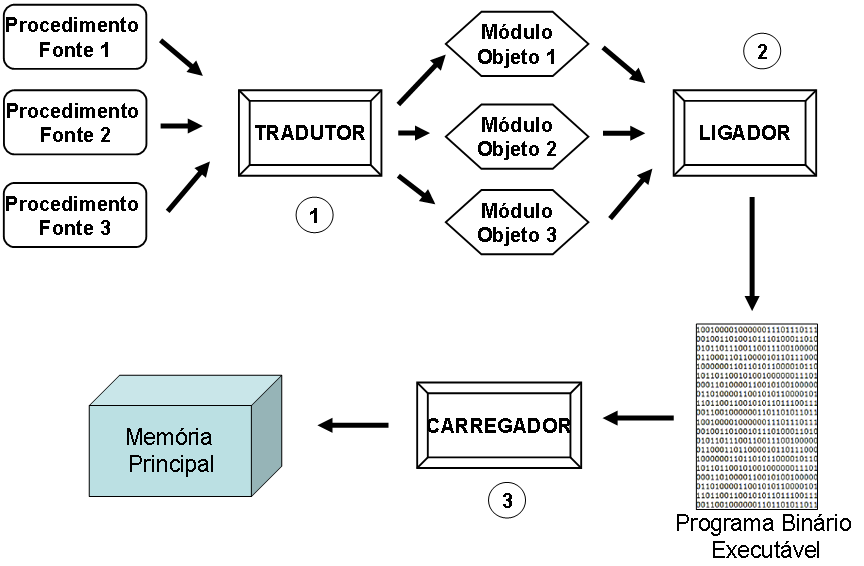 Procedimento
Fonte 1
Procedimento
Fonte 2
Procedimento
Fonte 3
TRADUTOR
1
Módulo
Objeto 1
Módulo
Objeto 2
Módulo
Objeto 3
2
LIGADOR
Programa Binário
Executável
CARREGADOR
3
Memória
Principal